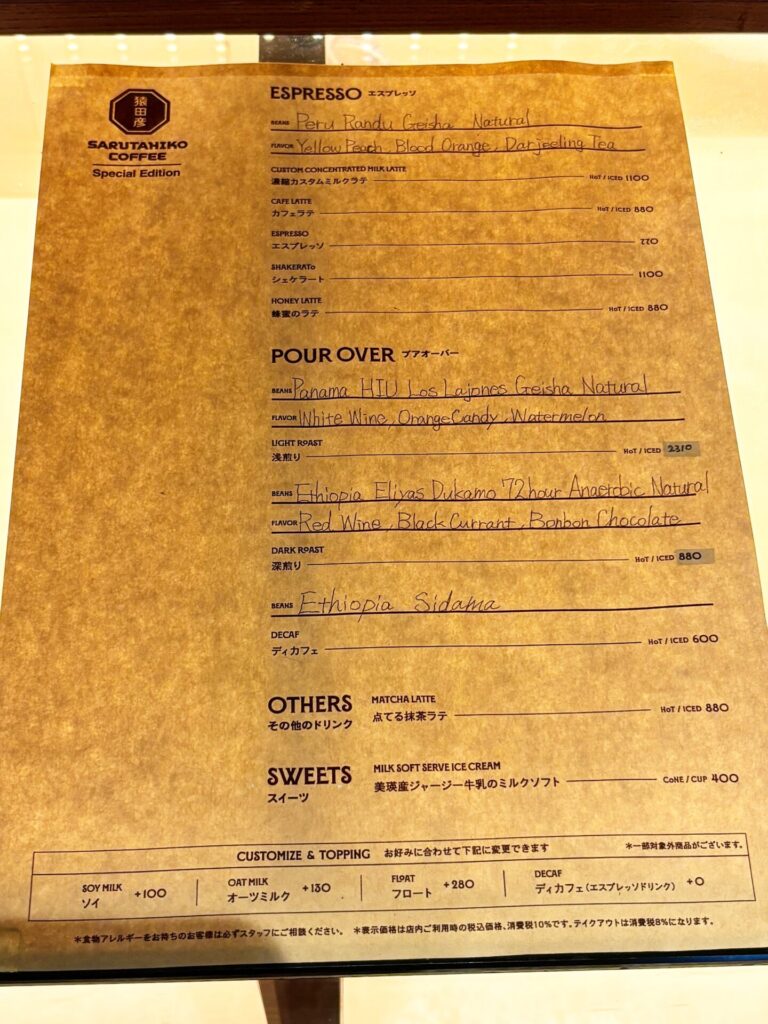 猿田彦
SARUTAHIKO
COFFEE
Special Edition
ESPRESSO エスプレッソ
BEANS Peru Randu Geisha Natural
FLAVOR Yellow Peach, Blood Orange, Darjeeling Tea
CUSTOM CONCENTRATED MILK LATTE
濃縮カスタムミルクラテ HOT / ICED 1100
CAFE LATTE
カフェラテ HOT / ICED 880
ESPRESSO
エスプレッソ 770
SHAKERATO
シェケラート 1100
HONEY LATTE
蜂蜜のラテ HOT / ICED 880
POUR OVER プアオーバー
BEANS Panama HIU Los Lajones Geisha Natural
FLAVOR White Wine, Orange Candy, Watermelon
LIGHT ROAST
浅煎り HOT / ICED 2310
BEANS Ethiopia Eliyas Dukamo 72hour Anaerobic Natural
FLAVOR Red Wine, Black Currant, Bonbon Chocolate
DARK ROAST
深煎り HOT / ICED 880
BEANS Ethiopia Sidama
DECAF
ディカフェ HOT / ICED 600
OTHERS
その他のドリンク
MATCHA LATTE
点てる抹茶ラテ HOT / ICED 880
SWEETS
スイーツ
MILK SOFT SERVE ICE CREAM
美瑛産ジャージー牛乳のミルクソフト CONE / CUP 400
CUSTOMIZE & TOPPING お好みに合わせて下記に変更できます *一部対象外商品がございます。
SOY MILK
ソイ +100
OAT MILK
オーツミルク +130
FLOAT
フロート +280
DECAF
ディカフェ(エスプレッソドリンク) +0
*食物アレルギーをお持ちのお客様は必ずスタッフにご相談ください。 *表示価格は店内ご利用時の税込価格、消費税10%です。テイクアウトは消費税8%になります。